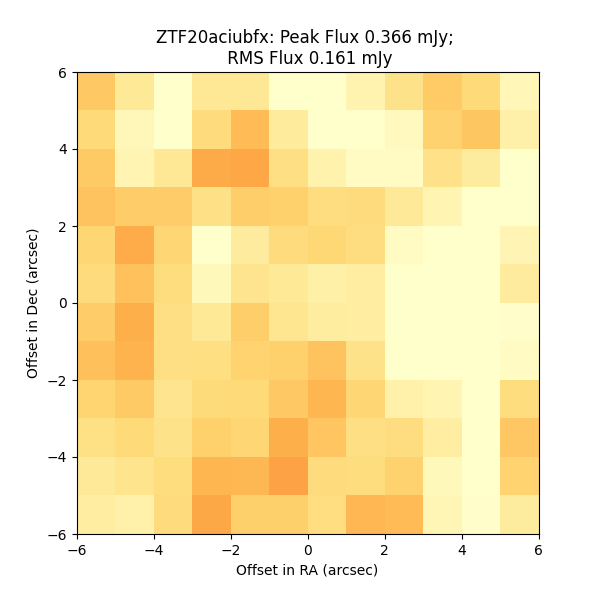 ZTF20aciubfx: Peak Flux 0.366 mJy;
RMS Flux 0.161 mJy
6
4
2
0
−2
−4
−6
Offset in Dec (arcsec)
−6 −4 −2 0 2 4 6
Offset in RA (arcsec)